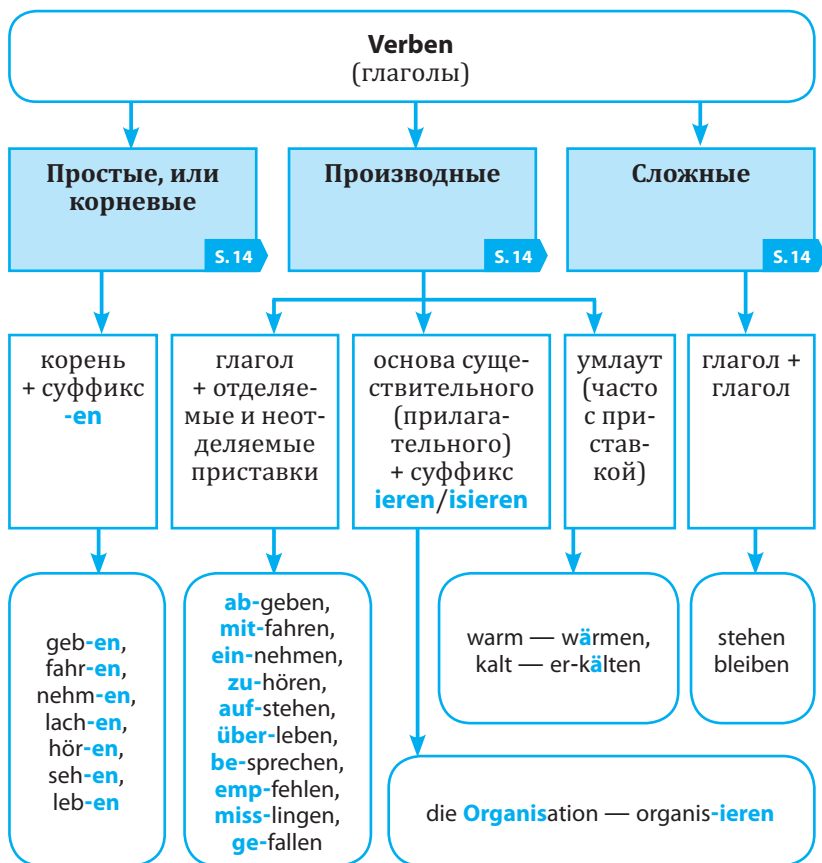 Verben
(глаголы)
Простые, или
корневые
S. 14
Производные
S. 14
Сложные
S. 14
корень
+ суффикс
-en
глагол
+ отделяе-
мые и неот-
деляемые
приставки
основа суще-
ствительного
(прилага-
тельного)
+ суффикс
ieren/isieren
умлаут
(часто
с при-
став-
кой)
глагол +
глагол
geb-en,
fahr-en,
nehm-en,
lach-en,
hör-en,
seh-en,
leb-en
ab-geben,
mit-fahren,
ein-nehmen,
zu-hören,
auf-stehen,
über-leben,
be-sprechen,
emp-fehlen,
miss-lingen,
ge-fallen
warm — wärmen,
kalt — er-kälten
stehen
bleiben
die Organisation — organis-ieren